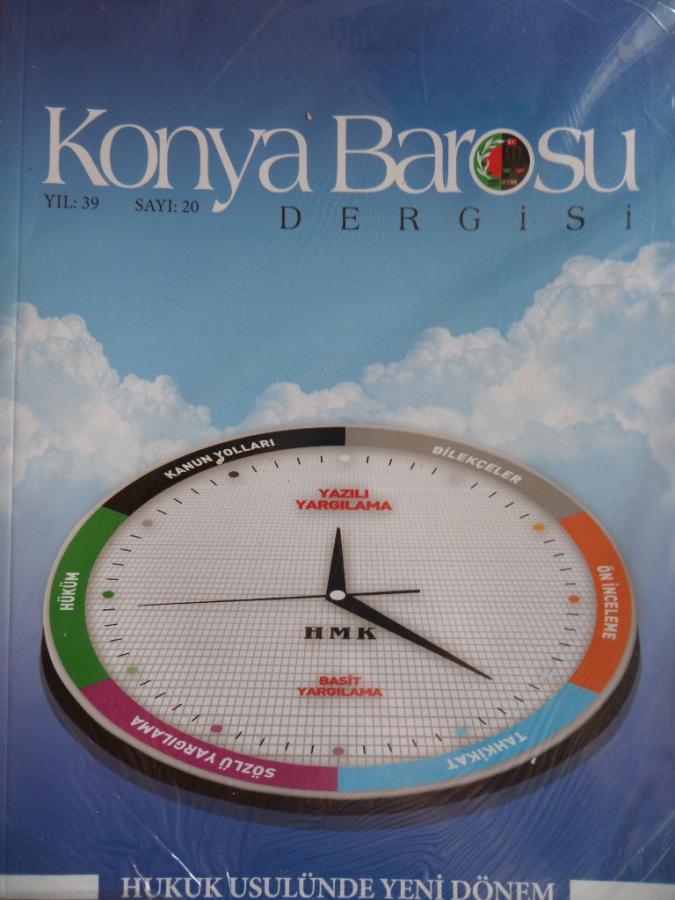 Konya Barosu
YIL: 39 SAYI: 20
DERGİSİ
KANUN YOLLARI
DİLEKÇELER
YAZILI
YARGILAMA
ÖN İNCELEME
HÜKÜM
HMK
BASİT
YARGILAMA
SÖZLÜ YARGILAMA
TAHKİKAT
HUKUK USULÜNDE YENİ DÖNEM